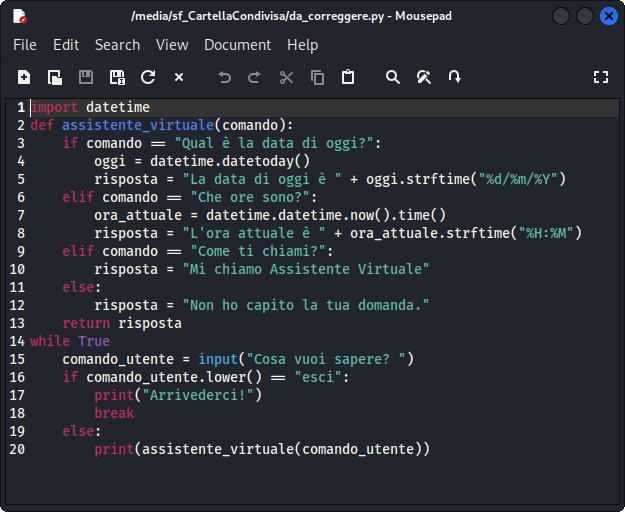 /media/sf_CartellaCondivisa/da_correggere.py - Mousepad
File Edit Search View Document Help
1 import datetime
2 def assistente_virtuale(comando):
3     if comando == "Qual è la data di oggi?":
4         oggi = datetime.datetoday()
5         risposta = "La data di oggi è " + oggi.strftime("%d/%m/%Y")
6     elif comando == "Che ore sono?":
7         ora_attuale = datetime.datetime.now().time()
8         risposta = "L'ora attuale è " + ora_attuale.strftime("%H:%M")
9     elif comando == "Come ti chiami?":
10         risposta = "Mi chiamo Assistente Virtuale"
11     else:
12         risposta = "Non ho capito la tua domanda."
13     return risposta
14 while True
15     comando_utente = input("Cosa vuoi sapere? ")
16     if comando_utente.lower() == "esci":
17         print("Arrivederci!")
18         break
19     else:
20         print(assistente_virtuale(comando_utente))